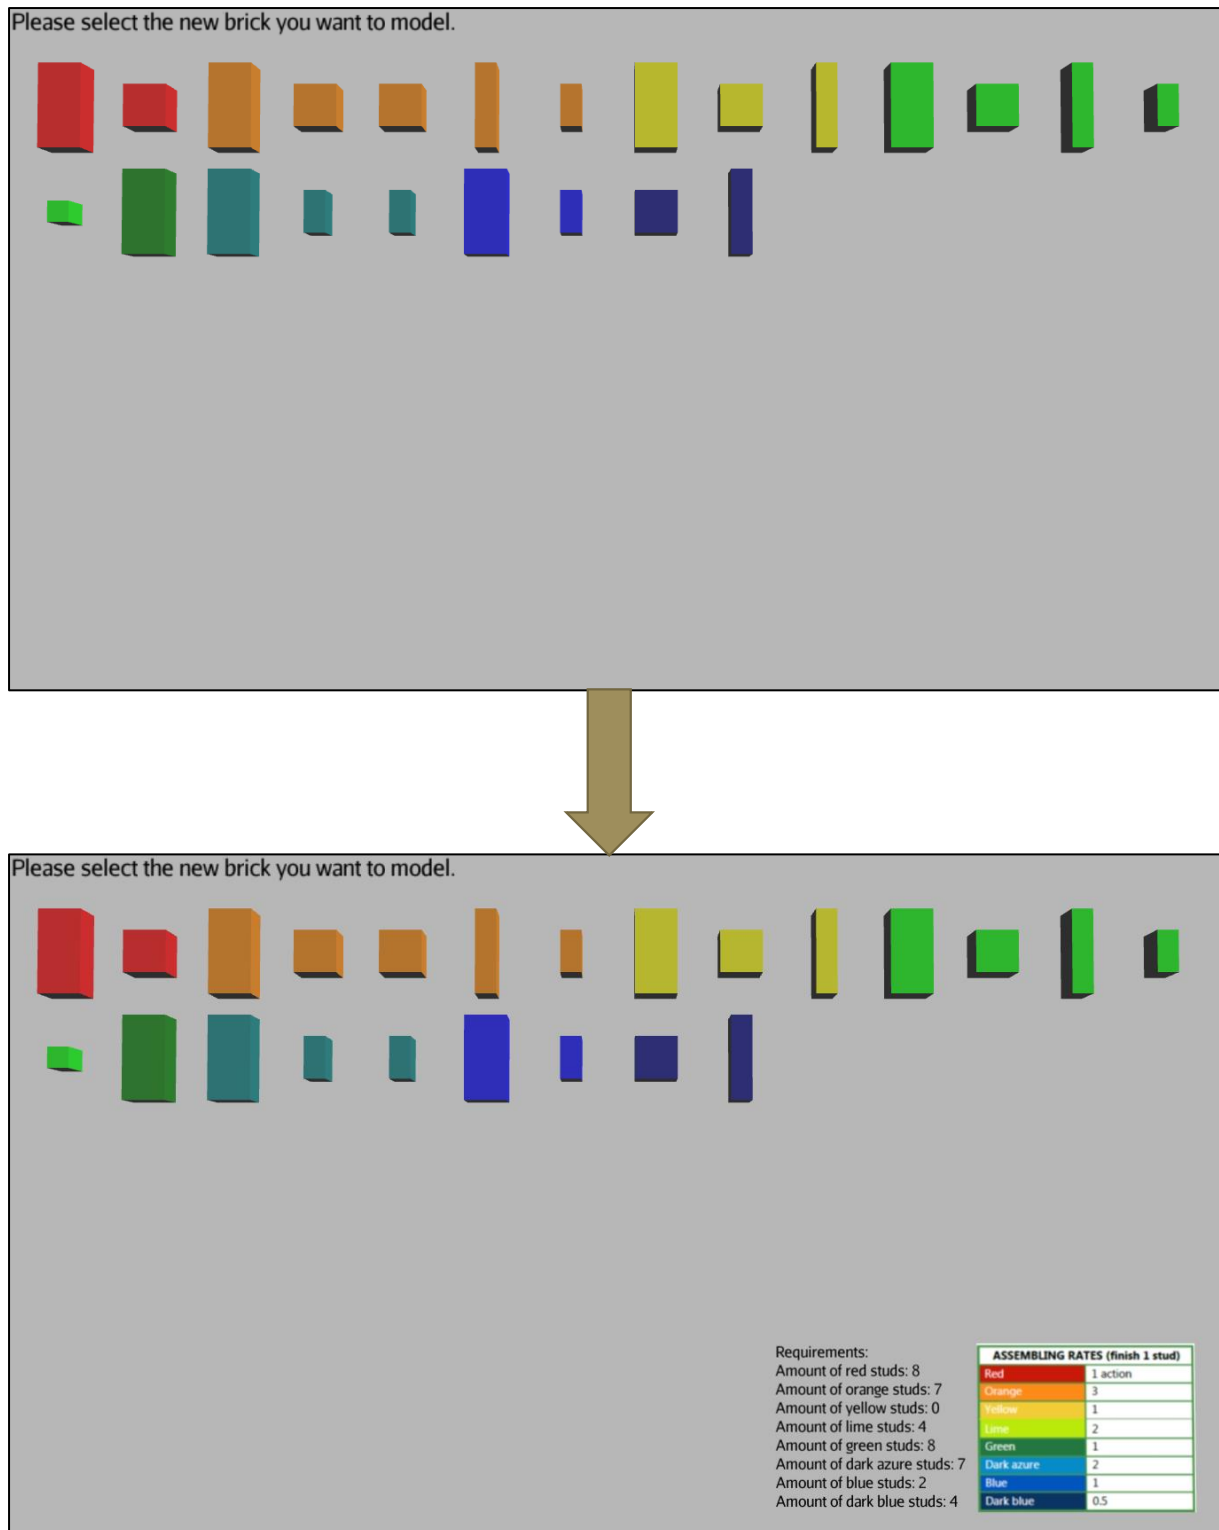 Please select the new brick you want to model.
Please select the new brick you want to model.
Requirements:
Amount of red studs: 8
Amount of orange studs: 7
Amount of yellow studs: 0
Amount of lime studs: 4
Amount of green studs: 8
Amount of dark azure studs: 7
Amount of blue studs: 2
Amount of dark blue studs: 4
ASSEMBLING RATES (finish 1 stud)
Red 1 action
Orange 3
Yellow 1
Lime 2
Green 1
Dark azure 2
Blue 1
Dark blue 0.5